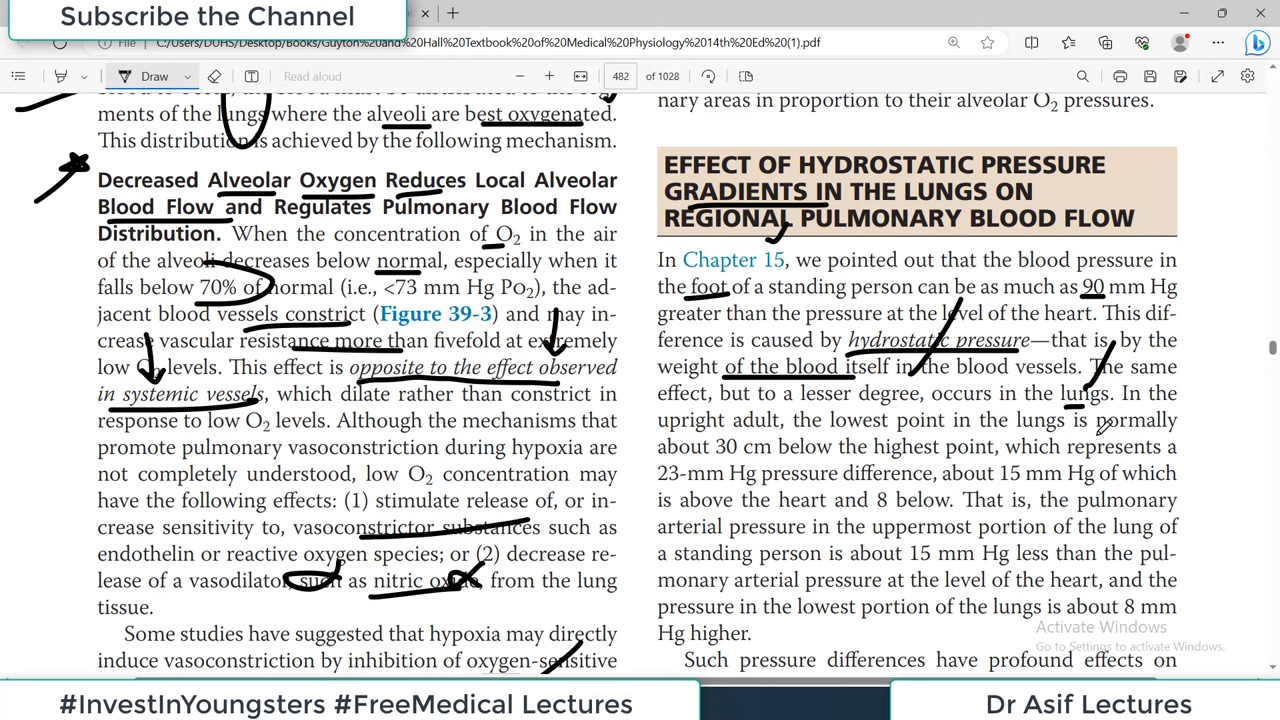 Subscribe the Channel
File
C:/Users/DUHS/Desktop/Books/Guyton%20and%20Hall%20Textbook%20of%20Medical%20Physiology%2014th%20Ed%20(1).pdf
Draw
Read aloud
482 of 1028
ments of the lungs where the alveoli are best oxygenated.
This distribution is achieved by the following mechanism.
Decreased Alveolar Oxygen Reduces Local Alveolar
Blood Flow and Regulates Pulmonary Blood Flow
Distribution. When the concentration of O2 in the air
of the alveoli decreases below normal, especially when it
falls below 70% of normal (i.e., <73 mm Hg Po2), the ad-
jacent blood vessels constrict (Figure 39-3) and may in-
crease vascular resistance more than fivefold at extremely
low O2 levels. This effect is opposite to the effect observed
in systemic vessels, which dilate rather than constrict in
response to low O2 levels. Although the mechanisms that
promote pulmonary vasoconstriction during hypoxia are
not completely understood, low O2 concentration may
have the following effects: (1) stimulate release of, or in-
crease sensitivity to, vasoconstrictor substances such as
endothelin or reactive oxygen species; or (2) decrease re-
lease of a vasodilator, such as nitric oxide, from the lung
tissue.
Some studies have suggested that hypoxia may directly
induce vasoconstriction by inhibition of oxygen-sensitive
nary areas in proportion to their alveolar O2 pressures.
EFFECT OF HYDROSTATIC PRESSURE
GRADIENTS IN THE LUNGS ON
REGIONAL PULMONARY BLOOD FLOW
In Chapter 15, we pointed out that the blood pressure in
the foot of a standing person can be as much as 90 mm Hg
greater than the pressure at the level of the heart. This dif-
ference is caused by hydrostatic pressure—that is, by the
weight of the blood itself in the blood vessels. The same
effect, but to a lesser degree, occurs in the lungs. In the
upright adult, the lowest point in the lungs is normally
about 30 cm below the highest point, which represents a
23-mm Hg pressure difference, about 15 mm Hg of which
is above the heart and 8 below. That is, the pulmonary
arterial pressure in the uppermost portion of the lung of
a standing person is about 15 mm Hg less than the pul-
monary arterial pressure at the level of the heart, and the
pressure in the lowest portion of the lungs is about 8 mm
Hg higher.
Such pressure differences have profound effects on
Activate Windows
Go to Settings to activate Windows.
#InvestInYoungsters #FreeMedical Lectures
Dr Asif Lectures